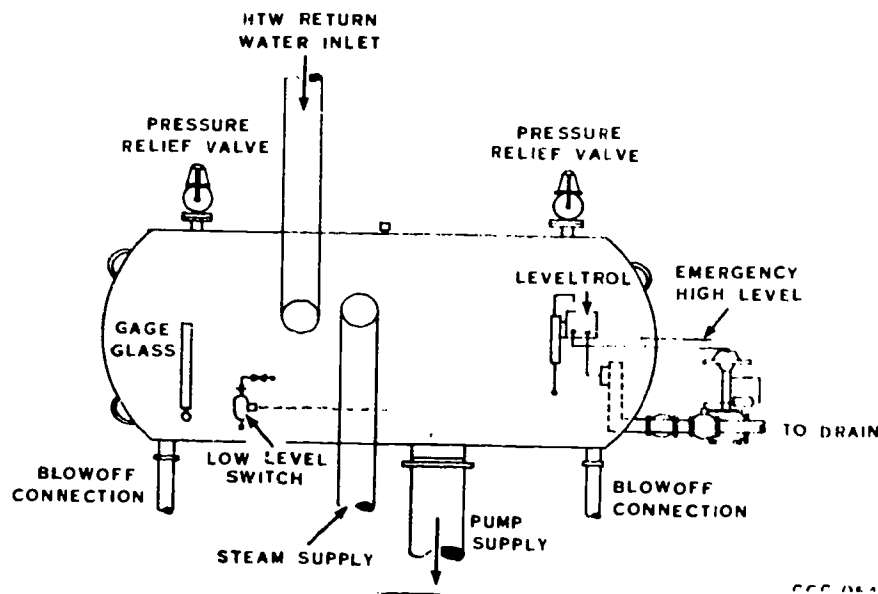 HTW RETURN
WATER INLET
PRESSURE
RELIEF VALVE
PRESSURE
RELIEF VALVE
LEVELTROL
EMERGENCY
HIGH LEVEL
GAGE
GLASS
TO DRAIN
LOW LEVEL
SWITCH
BLOWOFF
CONNECTION
BLOWOFF
CONNECTION
PUMP
SUPPLY
STEAM SUPPLY